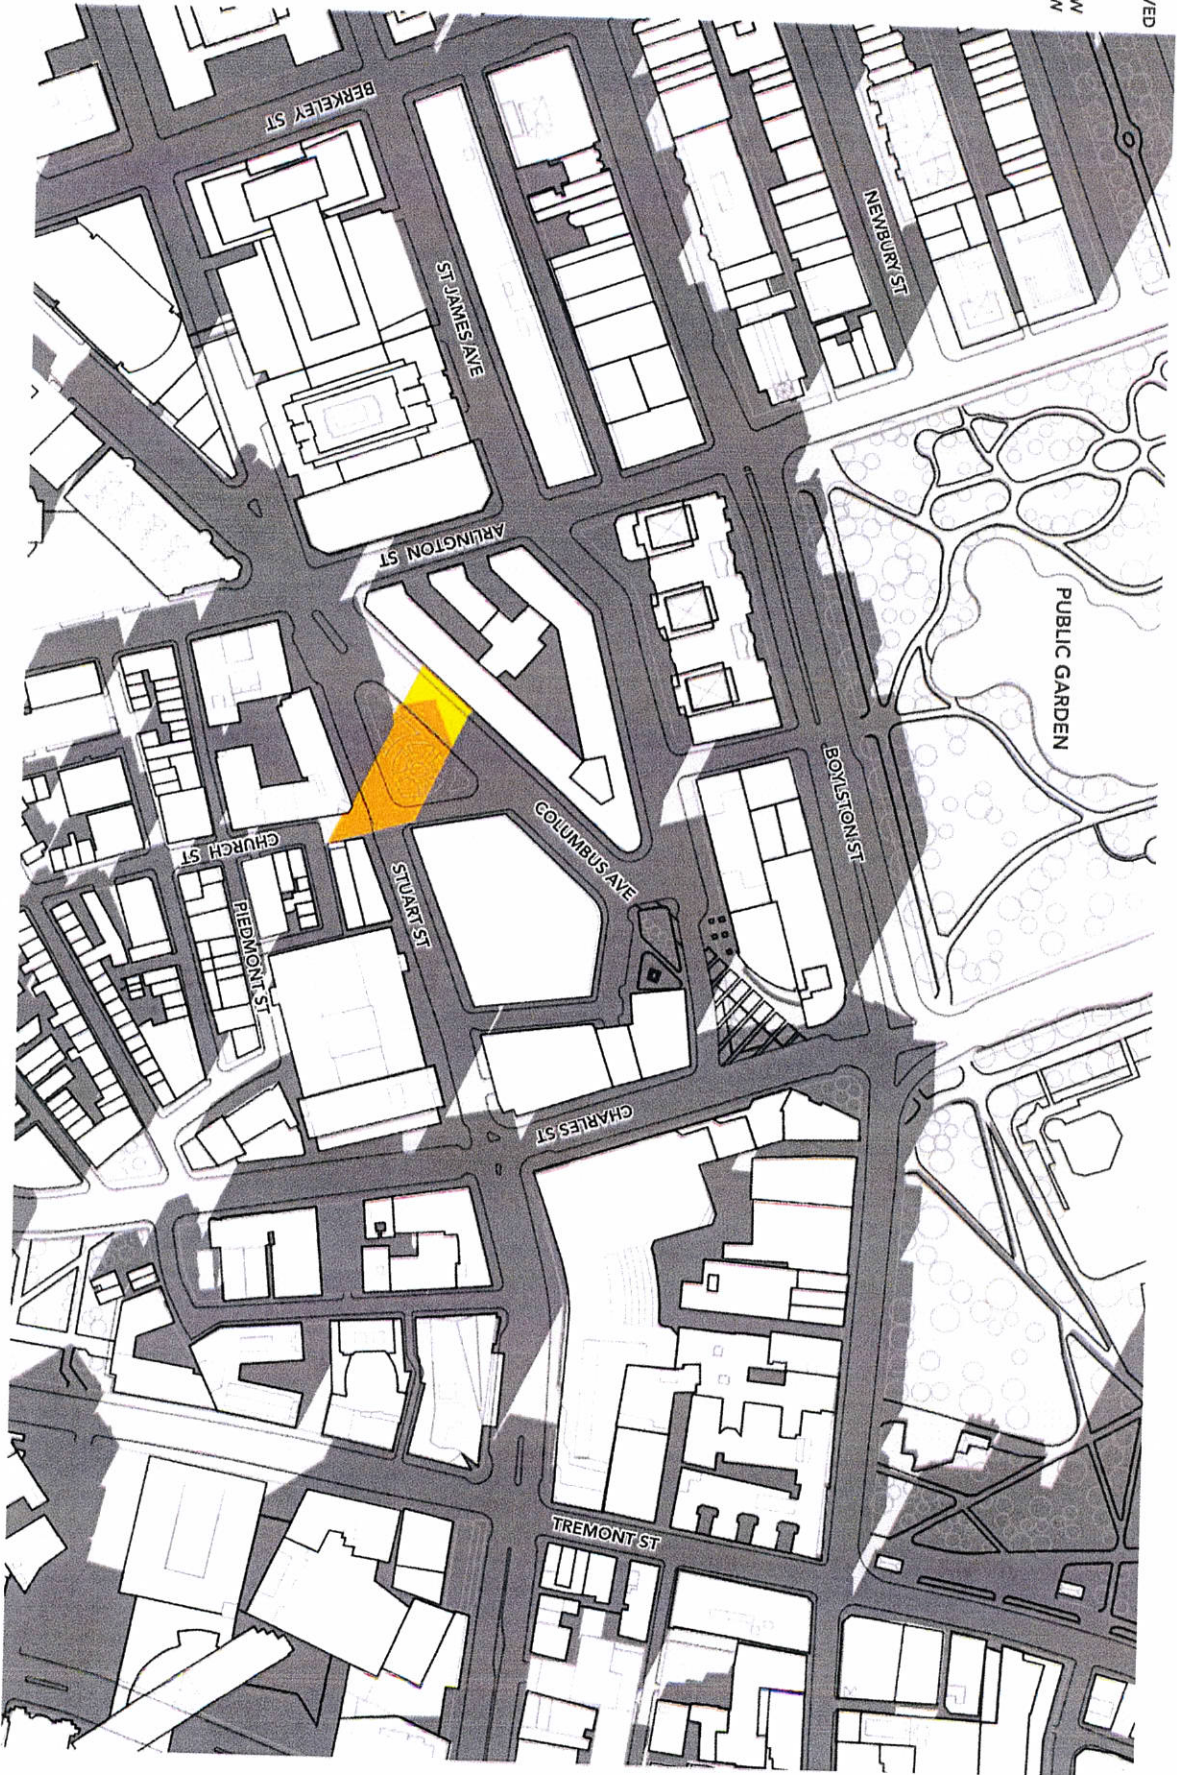 VED
W
W
BERKELEY ST
NEWBURY ST
ST JAMES AVE
ARLINGTON ST
PUBLIC GARDEN
BOYLSTON ST
COLUMBUS AVE
CHURCH ST
STUART ST
PIEDMONT ST
CHARLES ST
TREMONT ST